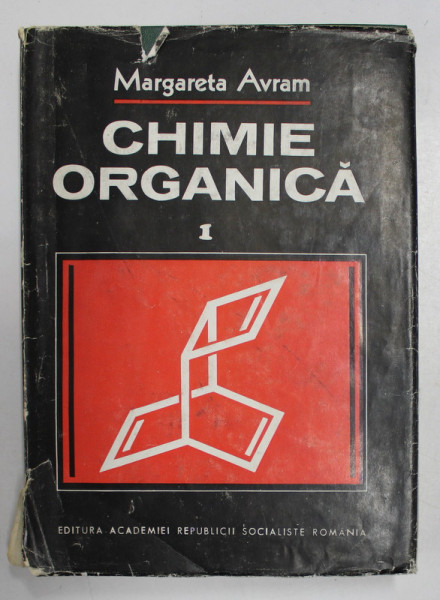 Margareta Avram
CHIMIE
ORGANICĂ
1
EDITURA ACADEMIEI REPUBLICII SOCIALISTE ROMANIA